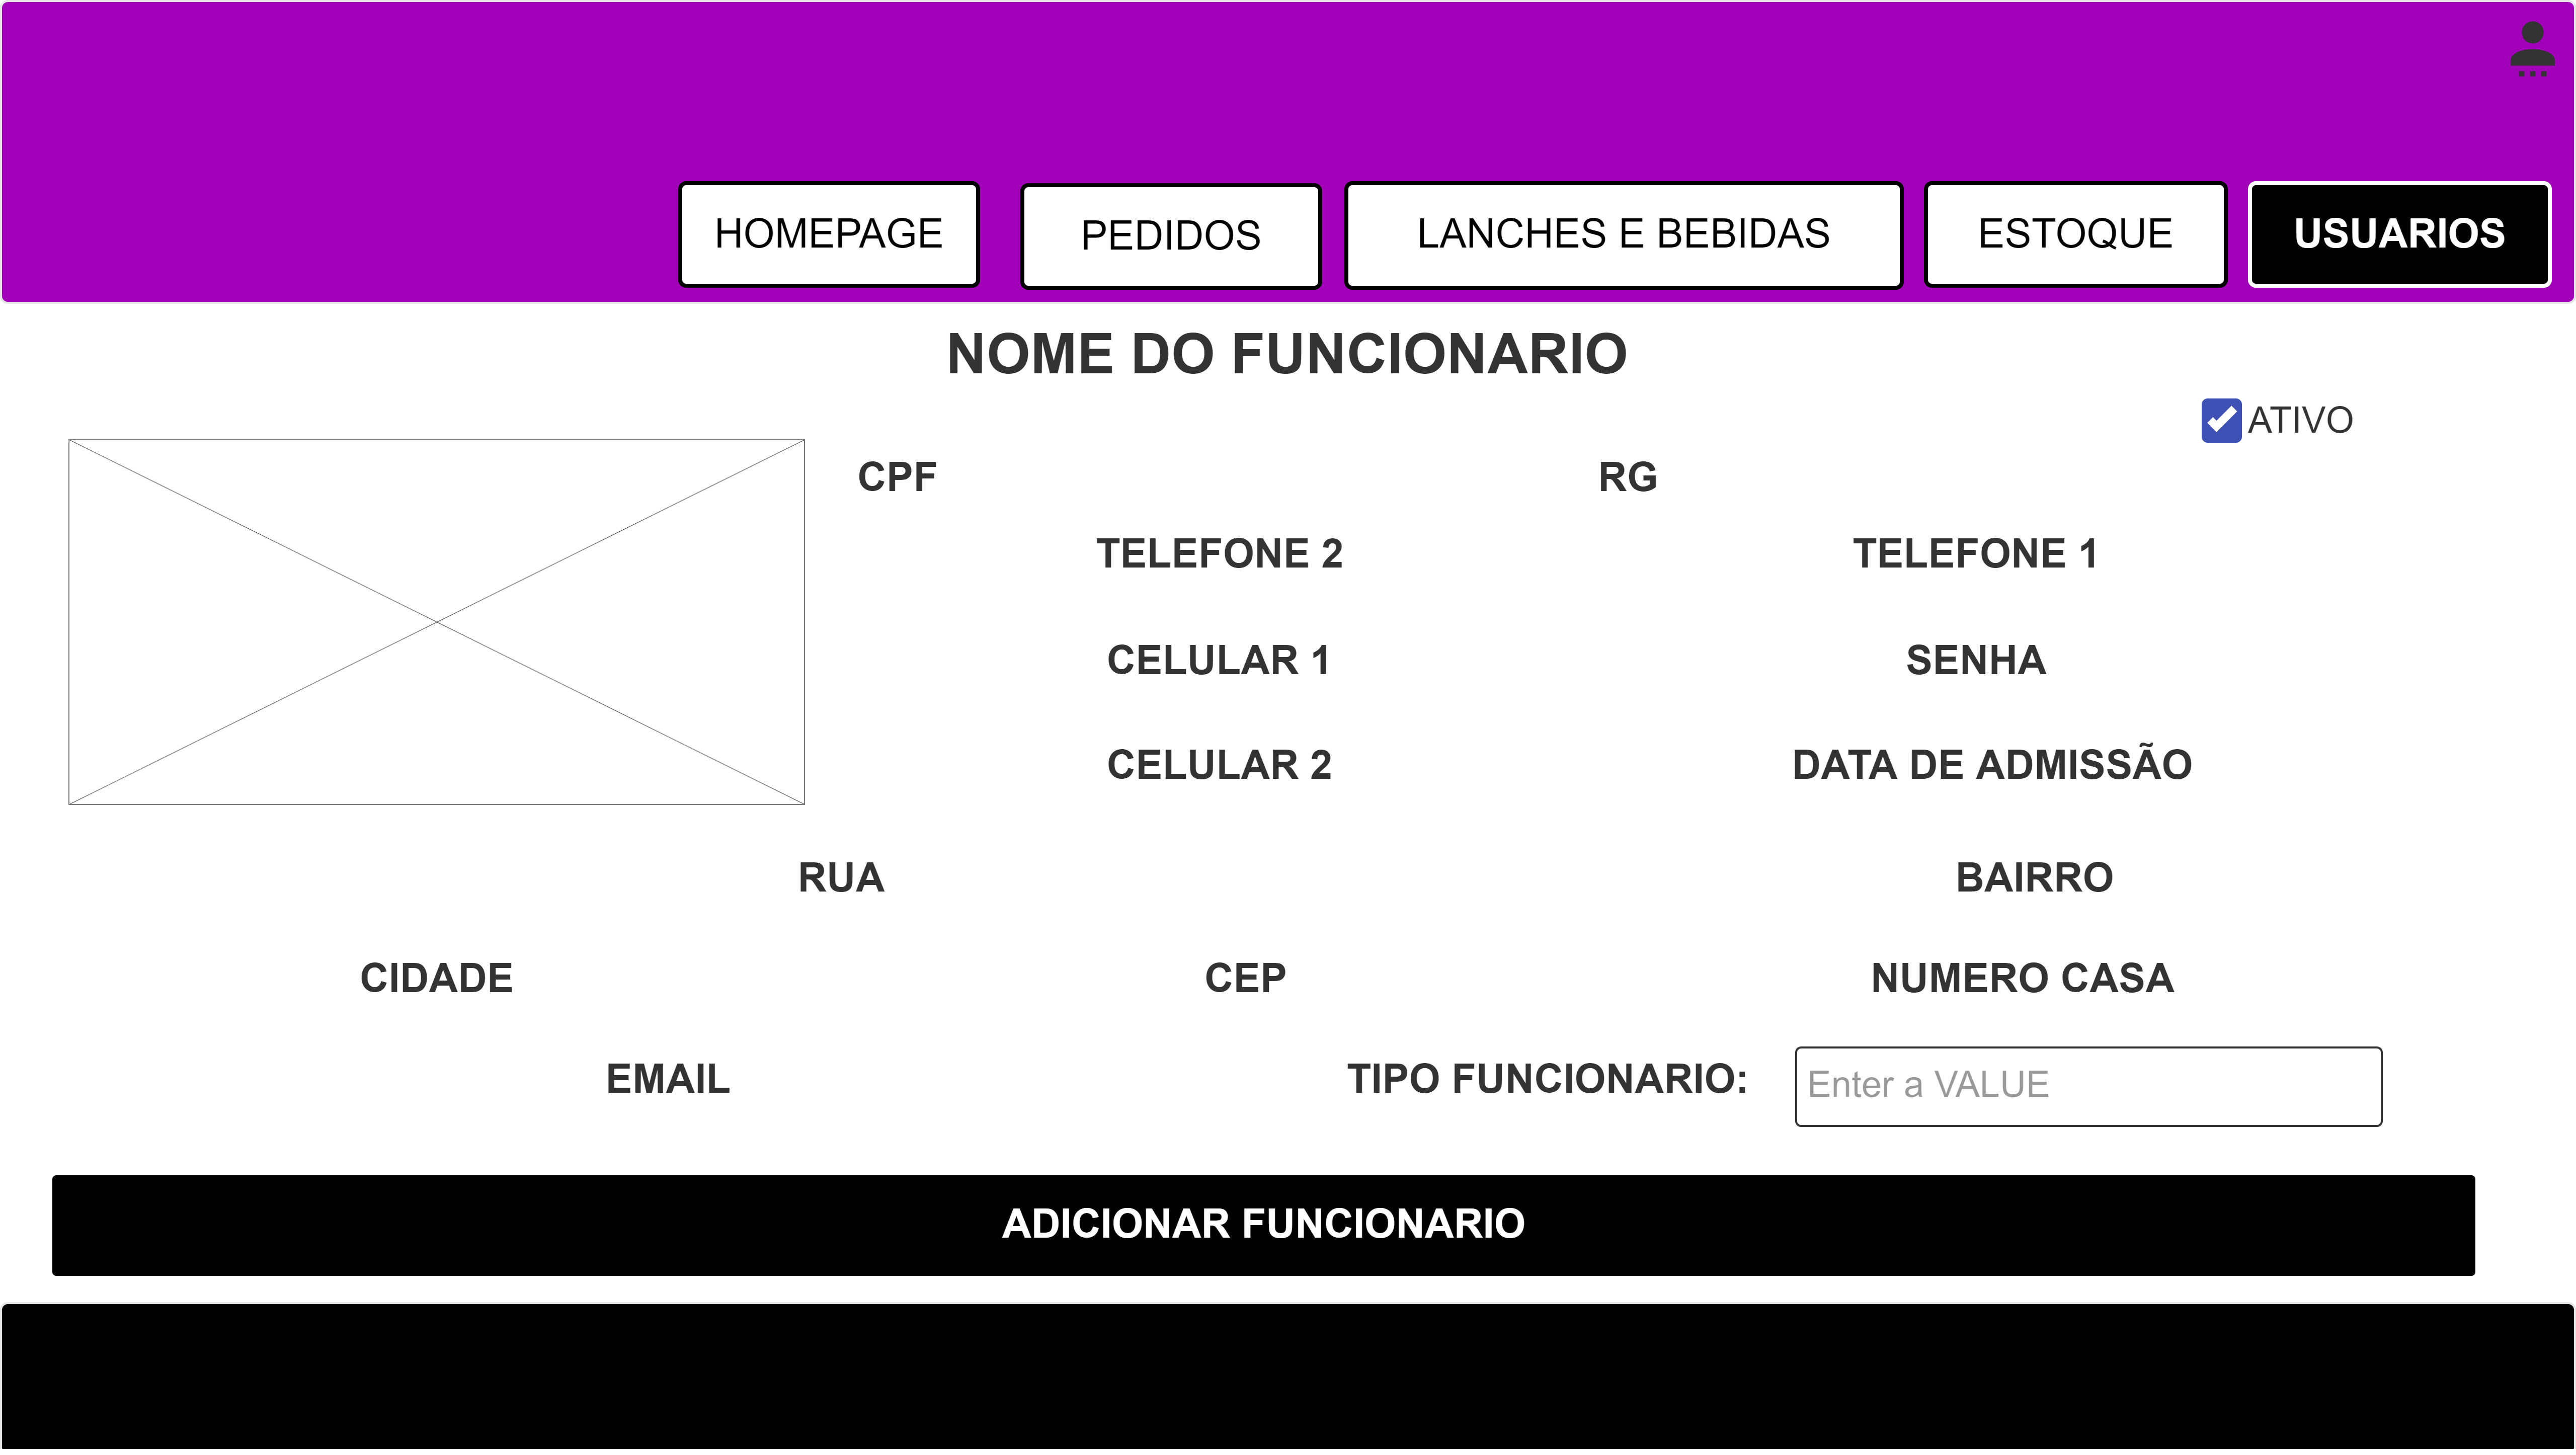 HOMEPAGE
PEDIDOS
LANCHES E BEBIDAS
ESTOQUE
USUARIOS
NOME DO FUNCIONARIO
ATIVO
CPF
RG
TELEFONE 2
TELEFONE 1
CELULAR 1
SENHA
CELULAR 2
DATA DE ADMISSÃO
RUA
BAIRRO
CIDADE
CEP
NUMERO CASA
EMAIL
TIPO FUNCIONARIO:
Enter a VALUE
ADICIONAR FUNCIONARIO